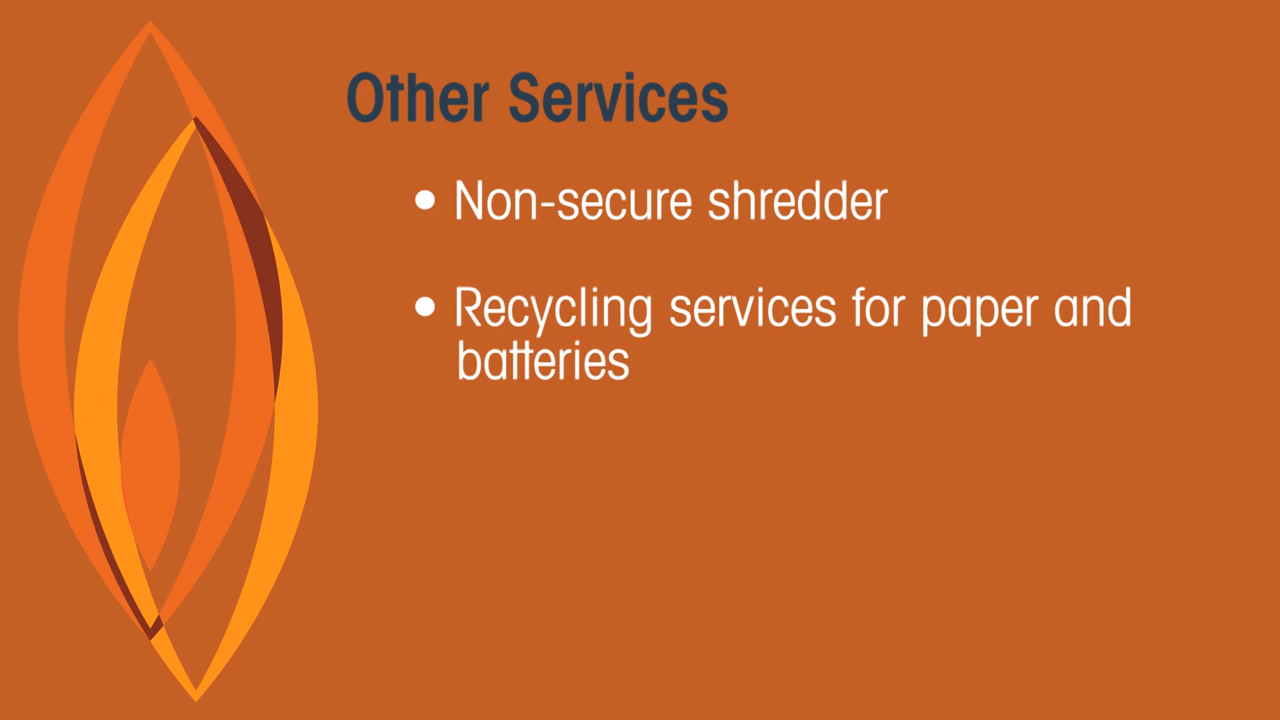 Other Services
• Non-secure shredder
• Recycling services for paper and
batteries